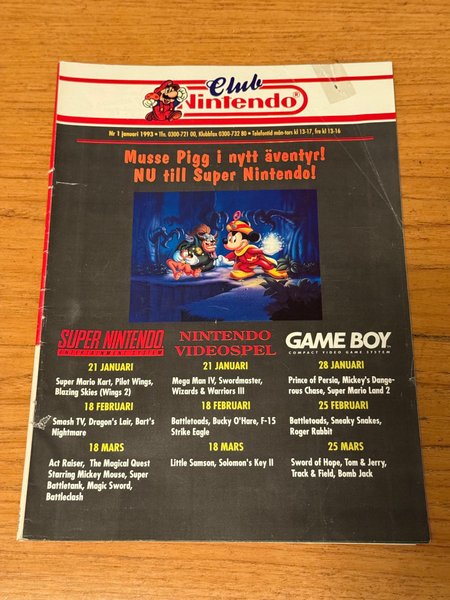 Club
Nintendo®
Nr 1 januari 1993 • Tfn. 0300-721 00, Klubbfax 0300-732 80 • Telefontid mån-tors kl 13-17, fre kl 13-16
Musse Pigg i nytt äventyr!
NU till Super Nintendo!
SUPER NINTENDO
ENTERTAINMENT SYSTEM
21 JANUARI
Super Mario Kart, Pilot Wings,
Blazing Skies (Wings 2)
18 FEBRUARI
Smash TV, Dragon's Lair, Bart's
Nightmare
18 MARS
Act Raiser, The Magical Quest
Starring Mickey Mouse, Super
Battletank, Magic Sword,
Battleclash
NINTENDO
VIDEOSPEL
21 JANUARI
Mega Man IV, Swordmaster,
Wizards & Warriors III
18 FEBRUARI
Battletoads, Bucky O'Hare, F-15
Strike Eagle
18 MARS
Little Samson, Solomon's Key II
GAME BOY
COMPACT VIDEO GAME SYSTEM
28 JANUARI
Prince of Persia, Mickey's Dange-
rous Chase, Super Mario Land 2
25 FEBRUARI
Battletoads, Sneaky Snakes,
Roger Rabbit
25 MARS
Sword of Hope, Tom & Jerry,
Track & Field, Bomb Jack